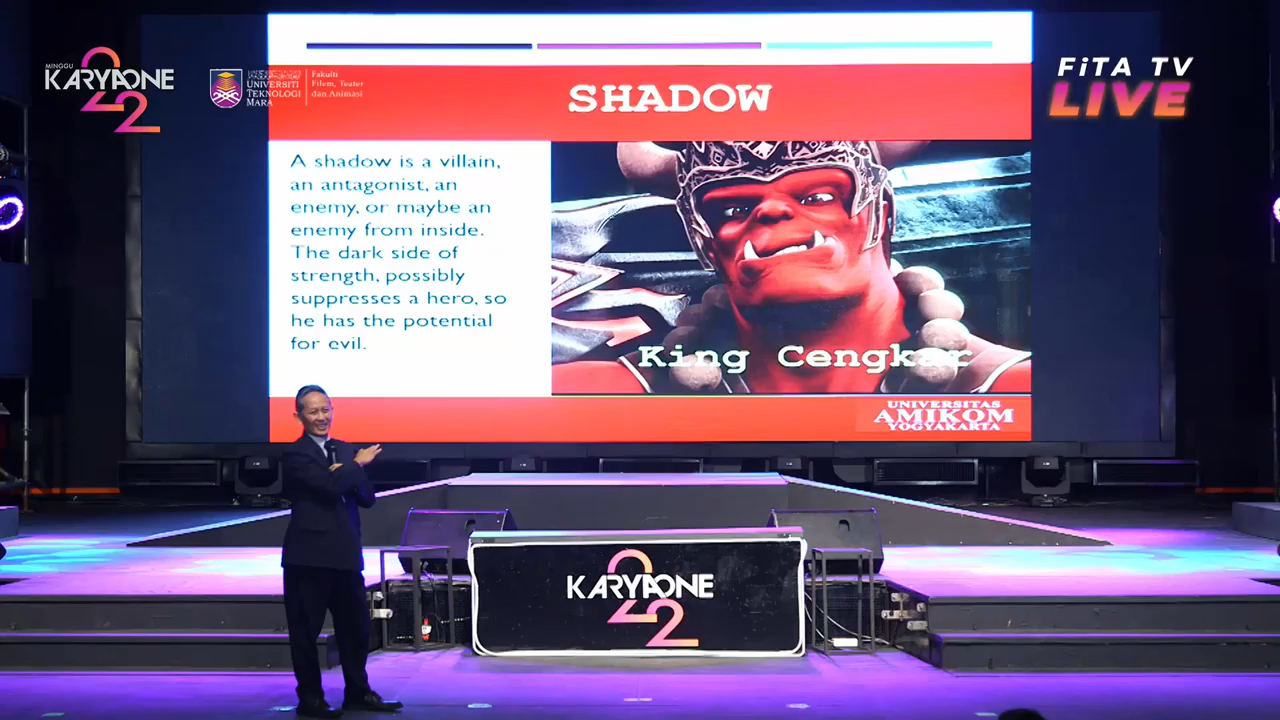 MINGGU
KARYAONE
22
UNIVERSITI
TEKNOLOGI
MARA
Fakulti
Filem, Teater
dan Animasi
FiTA TV
LIVE
SHADOW
A shadow is a villain,
an antagonist, an
enemy, or maybe an
enemy from inside.
The dark side of
strength, possibly
suppresses a hero, so
he has the potential
for evil.
King Cengkar
UNIVERSITAS
AMIKOM
YOGYAKARTA
KARYAONE
22